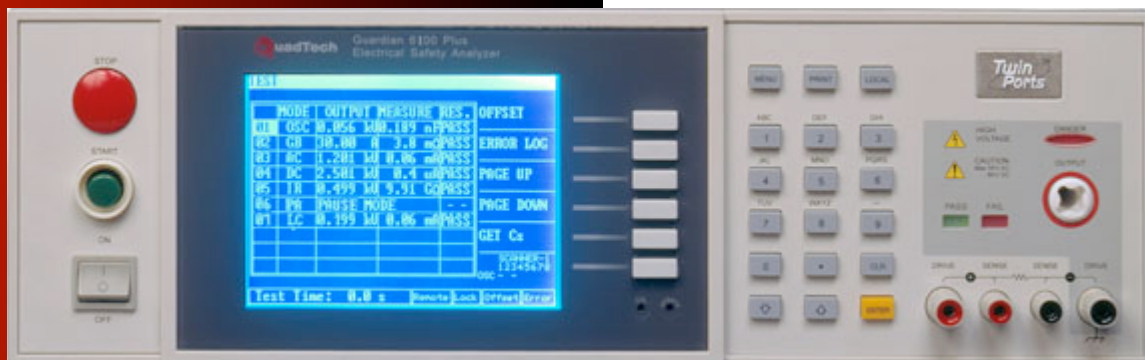 QuadTech Guardian 6100 Plus
Electrical Safety Analyzer
STOP
START
ON
OFF
TEST
MODE OUTPUT MEASURE RES.
01 OSC 0.056 kV 0.189 PASS
02 GB 30.00 A 3.8 mΩ PASS
03 AC 1.201 kV 0.06 mA PASS
04 DC 2.501 kV 0.4 uA PASS
05 IR 0.499 kV 9.91 GΩ PASS
06 PA PAUSE MODE - -
07 LC 0.199 kV 0.06 mA PASS
OFFSET
ERROR LOG
PAGE UP
PAGE DOWN
GET Cs
SCANNER-1
12345678
OSC - -
Test Time: 0.0 s Remote Lock Offset Error
MENU PRINT LOCAL
ABC DEF GHI
1 2 3
JKL MNO PQRS
4 5 6
TUV WXYZ -
7 8 9
0 • CLR
ENTER
Twin
Ports
HIGH
VOLTAGE
DANGER
CAUTION
OUTPUT
PASS FAIL
DRIVE SENSE SENSE DRIVE